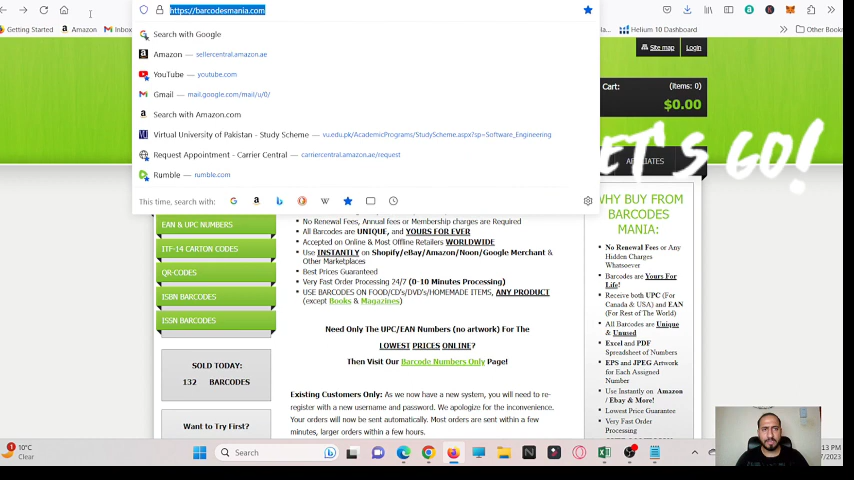 https://barcodesmania.com
Getting Started Amazon Inbox
Helium 10 Dashboard
Other Books
Search with Google
Amazon — sellercentral.amazon.ae
YouTube — youtube.com
Gmail — mail.google.com/mail/u/0/
Search with Amazon.com
Virtual University of Pakistan - Study Scheme — vu.edu.pk/AcademicPrograms/StudyScheme.aspx?sp=Software_Engineering
Request Appointment - Carrier Central — carriercentral.amazon.ae/request
Rumble — rumble.com
This time, search with:
Site map Login
Cart: (items: 0)
$0.00
LET'S GO!
AFFILIATES
EAN & UPC NUMBERS
ITF-14 CARTON CODES
QR-CODES
ISBN BARCODES
ISSN BARCODES
SOLD TODAY:
132 BARCODES
Want to Try First?
No Renewal Fees, Annual fees or Membership charges are Required
All Barcodes are UNIQUE, and YOURS FOR EVER
Accepted on Online & Most Offline Retailers WORLDWIDE
Use INSTANTLY on Shopify/eBay/Amazon/Noon/Google Merchant &
Other Marketplaces
Best Prices Guaranteed
Very Fast Order Processing 24/7 (0-10 Minutes Processing)
USE BARCODES ON FOOD/CD's/DVD's/HOMEMADE ITEMS, ANY PRODUCT
(except Books & Magazines)
Need Only The UPC/EAN Numbers (no artwork) For The
LOWEST PRICES ONLINE?
Then Visit Our Barcode Numbers Only Page!
Existing Customers Only: As we now have a new system, you will need to re-
register with a new username and password. We apologize for the inconvenience.
Your orders will now be sent automatically. Most orders are sent within a few
minutes, larger orders within a few hours.
WHY BUY FROM
BARCODES
MANIA:
No Renewal Fees or Any
Hidden Charges
Whatsoever
Barcodes are Yours For
Life!
Receive both UPC (For
Canada & USA) and EAN
(For Rest of The World)
All Barcodes are Unique
& Unused
Excel and PDF
Spreadsheet of Numbers
EPS and JPEG Artwork
for Each Assigned
Number
Use Instantly on Amazon
/ Ebay & More!
Lowest Price Guarantee
Very Fast Order
Processing
10°C
Clear
Search